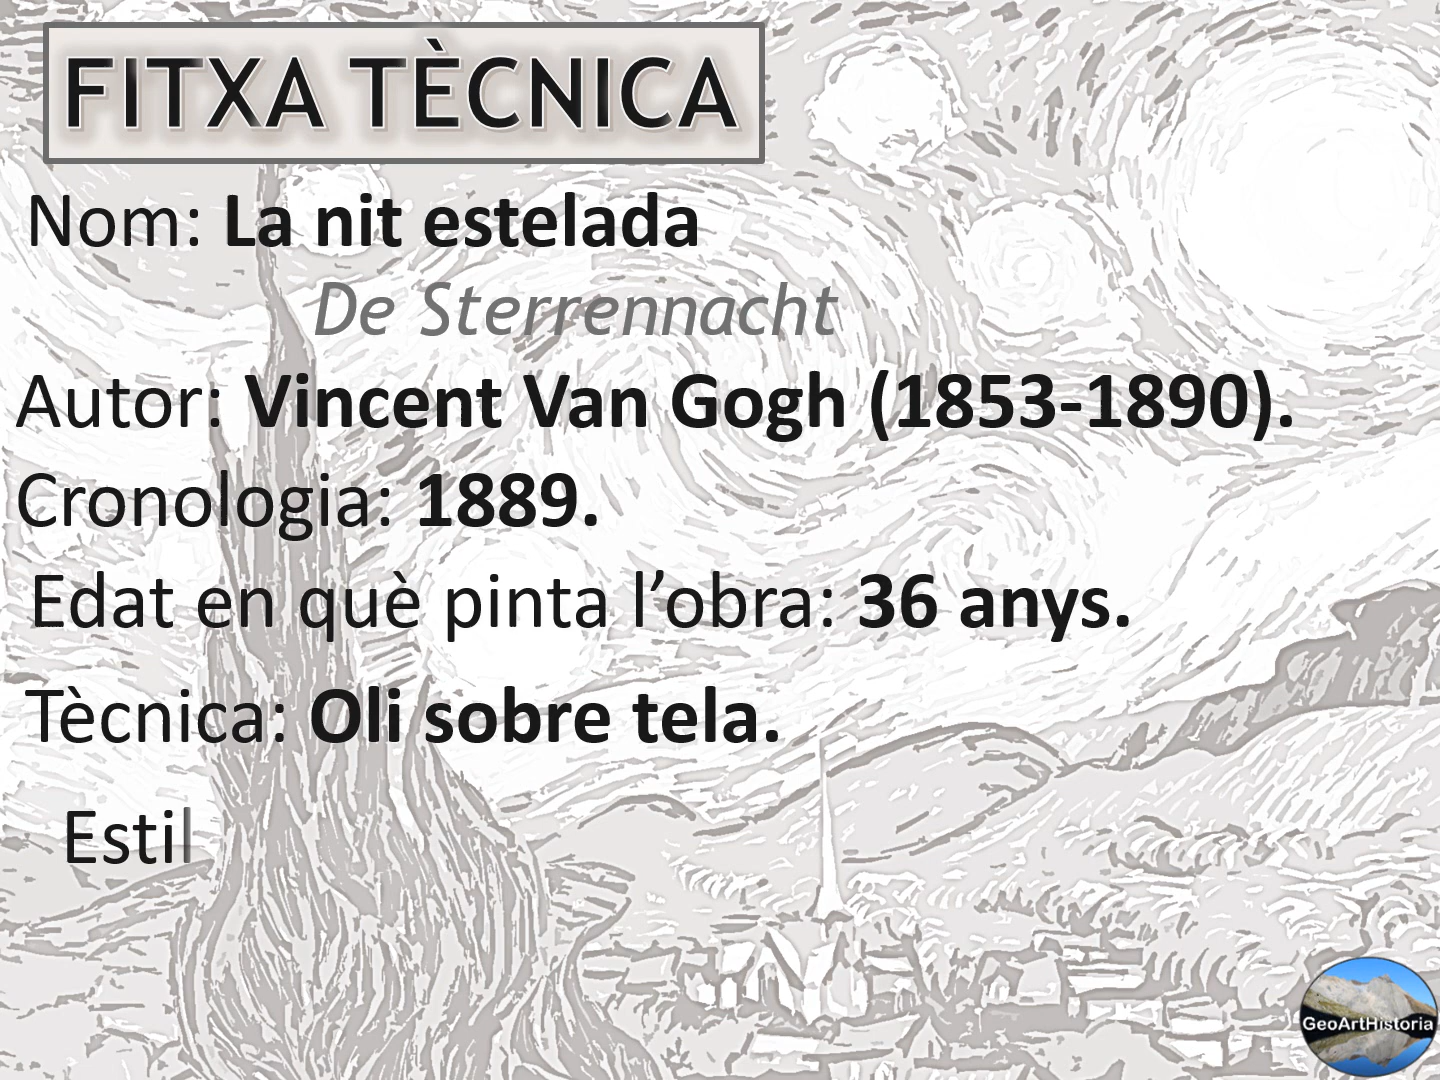 FITXA TÈCNICA
Nom: La nit estelada
De Sterrennacht
Autor: Vincent Van Gogh (1853-1890).
Cronologia: 1889.
Edat en què pinta l’obra: 36 anys.
Tècnica: Oli sobre tela.
Estil
GeoArtHistoria